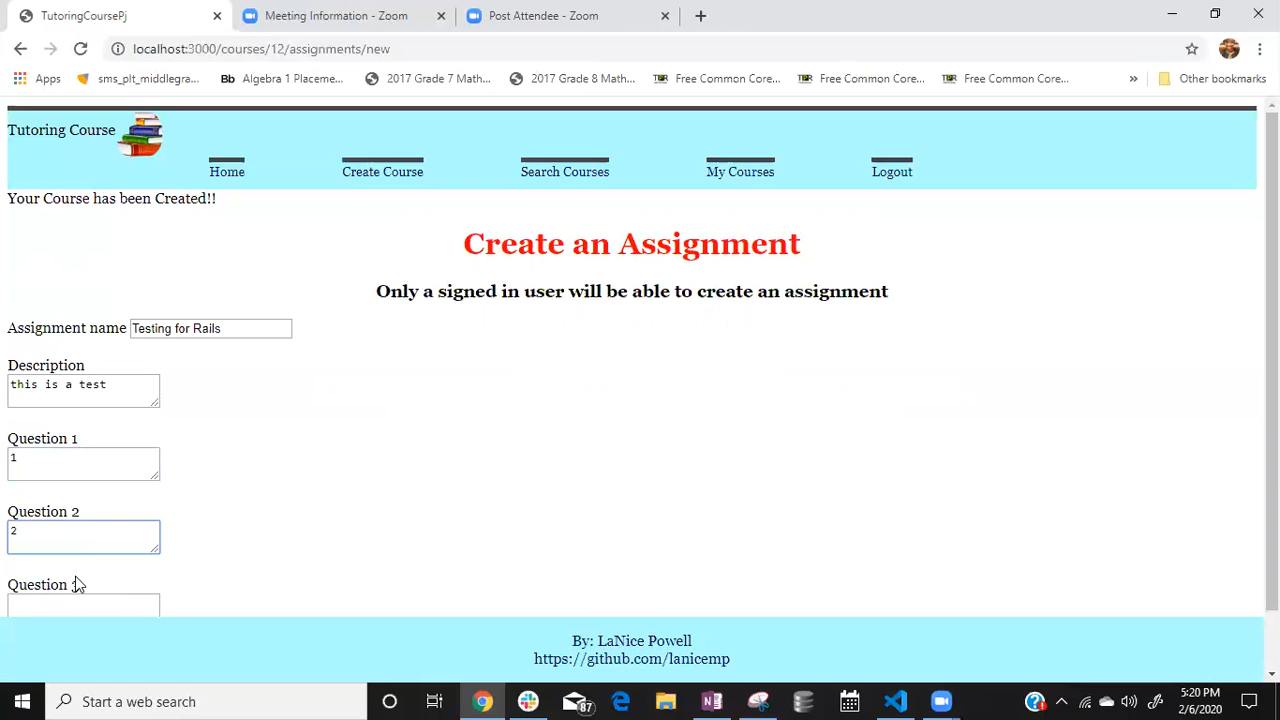 TutoringCoursePj
Meeting Information - Zoom
Post Attendee - Zoom
localhost:3000/courses/12/assignments/new
Apps
sms_plt_middlegra...
Bb Algebra 1 Placeme...
2017 Grade 7 Math...
2017 Grade 8 Math...
Free Common Core...
Free Common Core...
Free Common Core...
Other bookmarks
Tutoring Course
Home
Create Course
Search Courses
My Courses
Logout
Your Course has been Created!!
Create an Assignment
Only a signed in user will be able to create an assignment
Assignment name Testing for Rails
Description
this is a test
Question 1
1
Question 2
2
Question
By: LaNice Powell
https://github.com/lanicemp
Start a web search
87
5:20 PM
2/6/2020